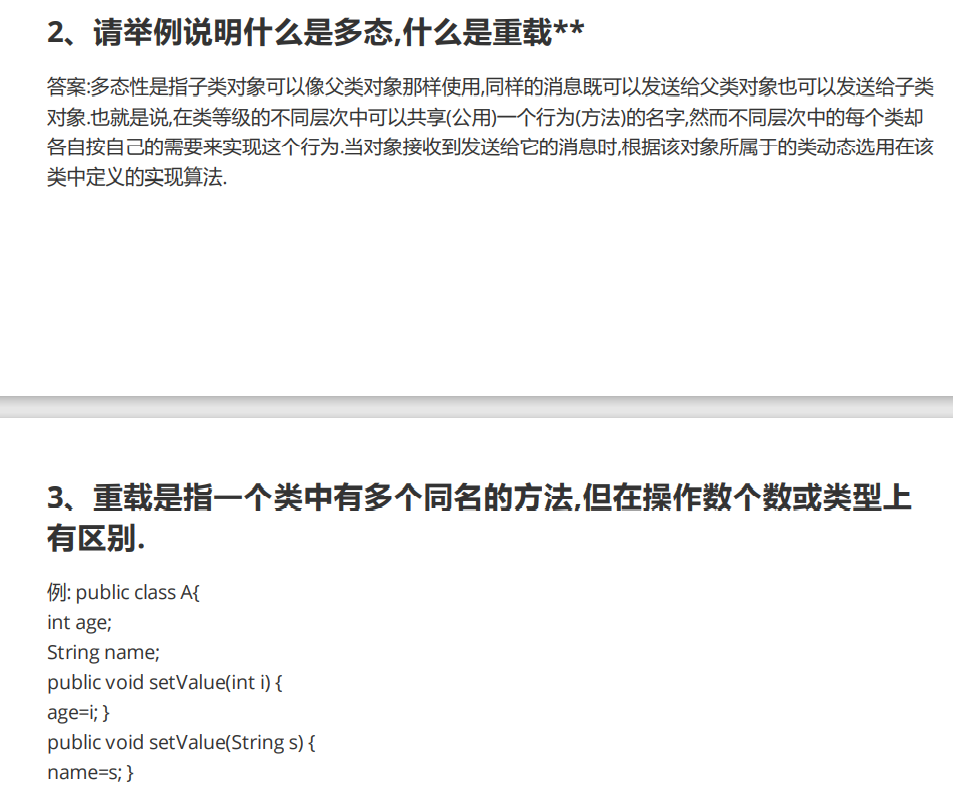 2、请举例说明什么是多态,什么是重载**
答案:多态性是指子类对象可以像父类对象那样使用,同样的消息既可以发送给父类对象也可以发送给子类
对象.也就是说,在类等级的不同层次中可以共享(公用)一个行为(方法)的名字,然而不同层次中的每个类却
各自按自己的需要来实现这个行为.当对象接收到发送给它的消息时,根据该对象所属于的类动态选用在该
类中定义的实现算法.
3、重载是指一个类中有多个同名的方法,但在操作数个数或类型上
有区别.
例: public class A{
int age;
String name;
public void setValue(int i) {
age=i; }
public void setValue(String s) {
name=s; }